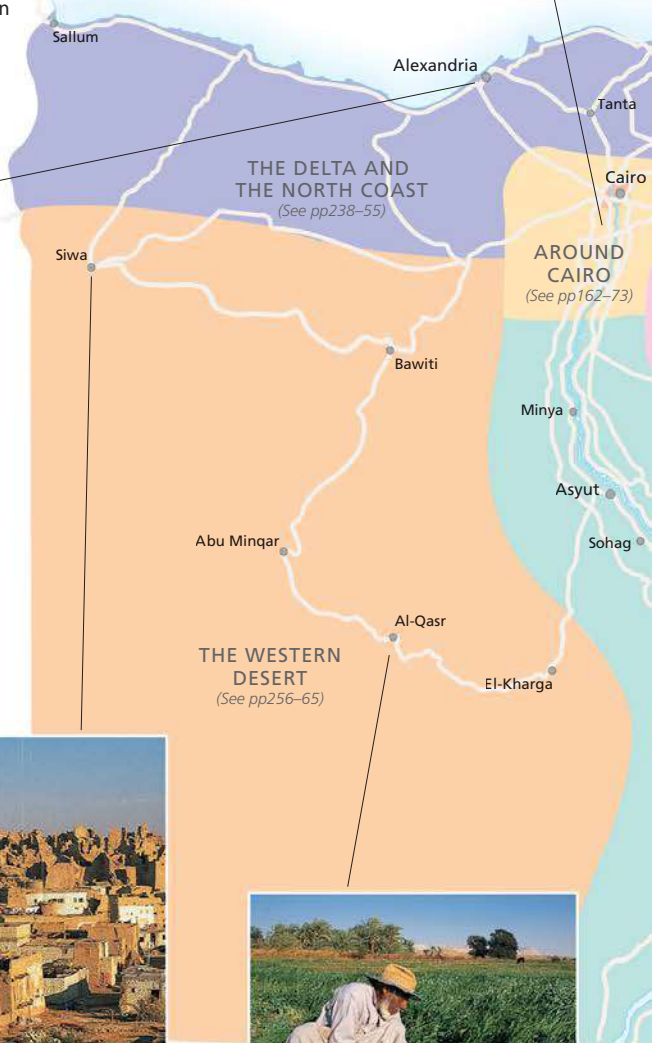 n
Sallum
Alexandria
Tanta
THE DELTA AND
THE NORTH COAST
(See pp238–55)
Cairo
Siwa
AROUND
CAIRO
(See pp162–73)
Bawiti
Minya
Asyut
Abu Minqar
Sohag
Al-Qasr
THE WESTERN
DESERT
(See pp256–65)
El-Kharga